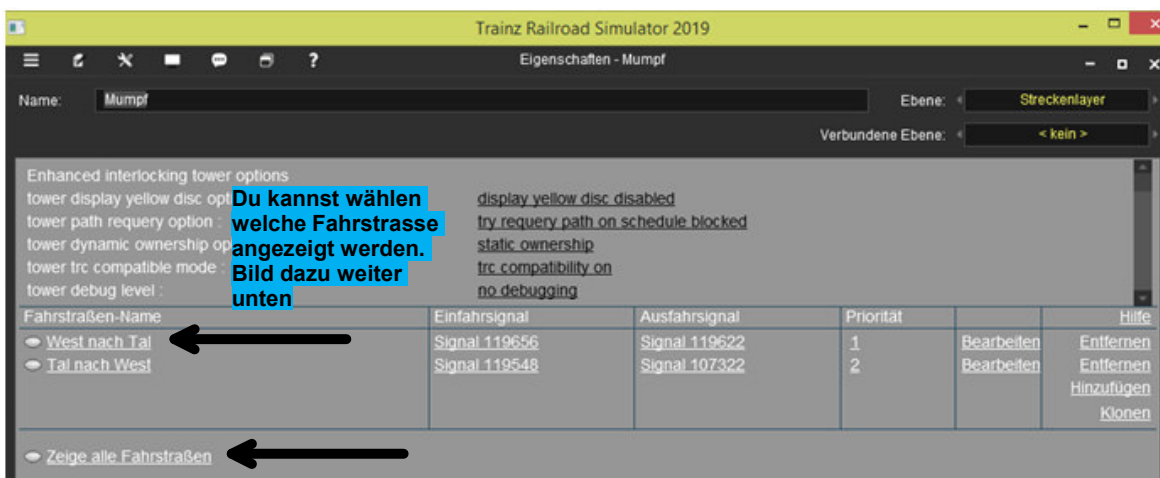 Trainz Railroad Simulator 2019
Eigenschaften - Mumpf
Name: Mumpf Ebene: Streckenlayer
Verbundene Ebene: < kein >
Enhanced interlocking tower options
tower display yellow disc opt display yellow disc disabled
tower path requery option : try requery path on schedule blocked
tower dynamic ownership op static ownership
tower trc compatible mode : trc compatibility on
tower debug level : no debugging
Du kannst wählen
welche Fahrstrasse
angezeigt werden.
Bild dazu weiter
unten
Fahrstraßen-Name Einfahrsignal Ausfahrsignal Priorität Hilfe
West nach Tal Signal 119656 Signal 119622 1 Bearbeiten Entfernen
Tal nach West Signal 119548 Signal 107322 2 Bearbeiten Entfernen
Hinzufügen
Klonen
Zeige alle Fahrstraßen